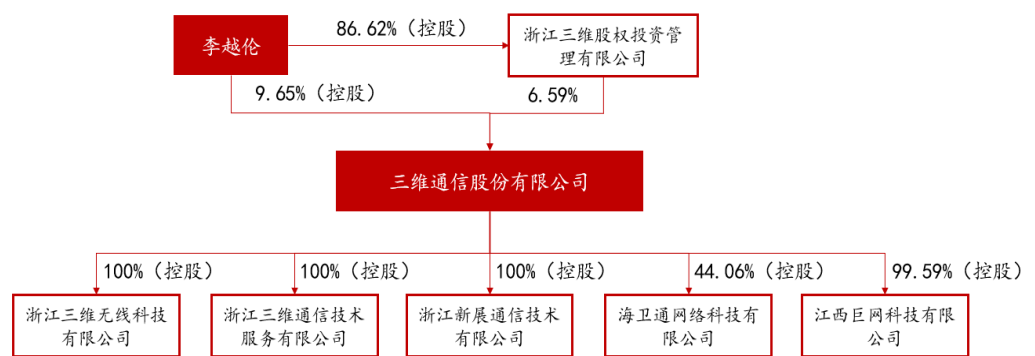 李越伦
86.62%（控股）
浙江三维股权投资管
理有限公司
9.65%（控股）
6.59%
三维通信股份有限公司
100%（控股）
100%（控股）
100%（控股）
44.06%（控股）
99.59%（控股）
浙江三维无线科技
有限公司
浙江三维通信技术
服务有限公司
浙江新展通信技术
有限公司
海卫通网络科技有
限公司
江西巨网科技有限
公司